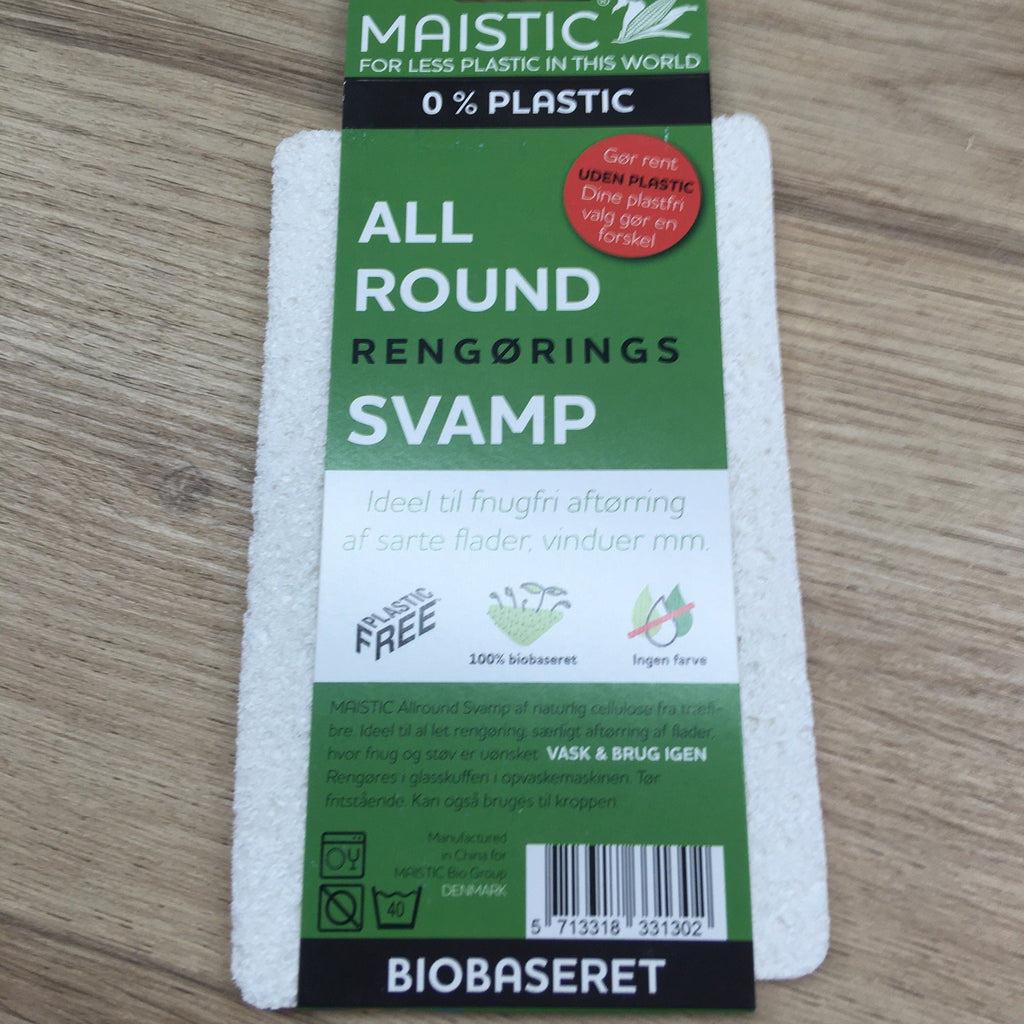 MAISTIC®
FOR LESS PLASTIC IN THIS WORLD
0 % PLASTIC
Gør rent
UDEN PLASTIC
Dine plastfri
valg gør en
forskel
ALL
ROUND
RENGØRINGS
SVAMP
Ideel til fnugfri aftørring
af sarte flader, vinduer mm.
PLASTIC
FREE
100% biobaseret
Ingen farve
MAISTIC Allround Svamp af naturlig cellulose fra træfi-
bre. Ideel til al let rengøring, særligt aftørring af flader,
hvor fnug og støv er uønsket. VASK & BRUG IGEN
Rengøres i glasskuffen i opvaskemaskinen. Tør
fritstående. Kan også bruges til kroppen.
Manufactured
in China for
MAISTIC Bio Group
DENMARK
40
5 713318 331302
BIOBASERET